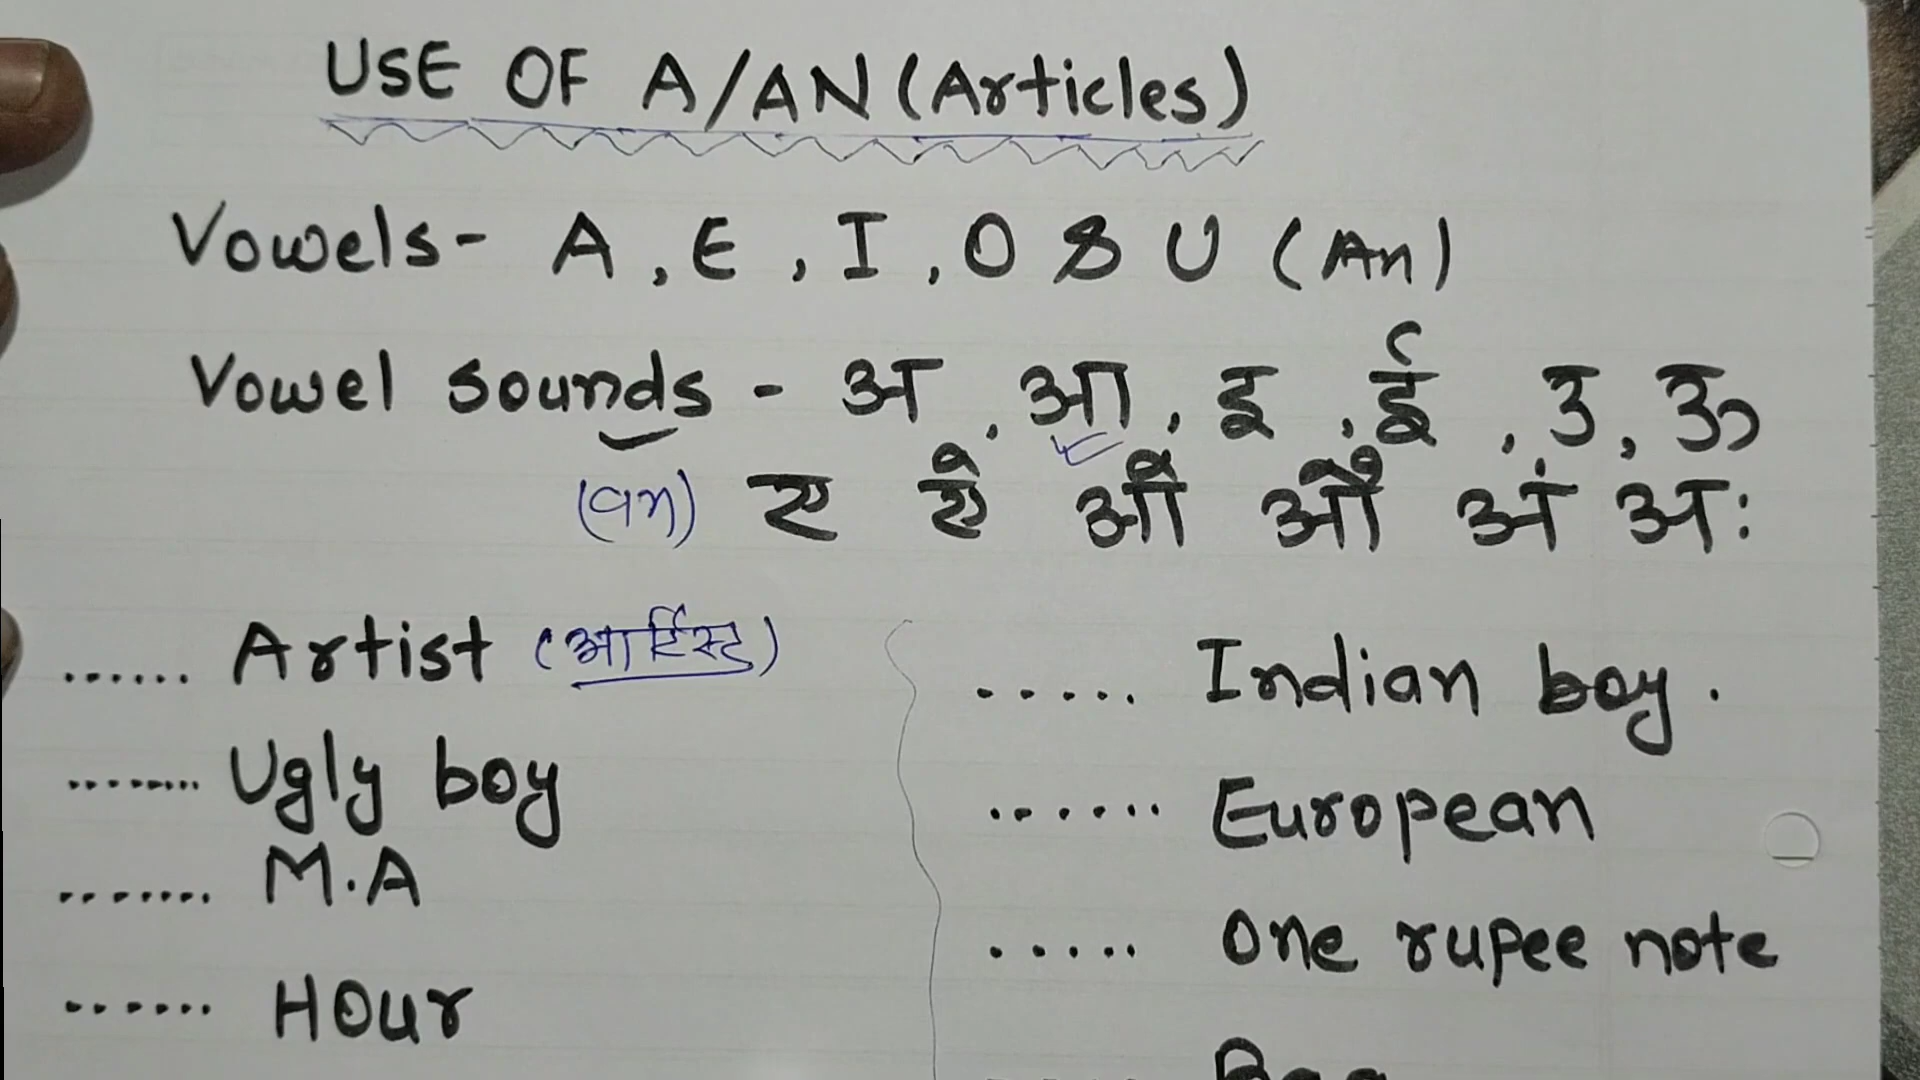 USE OF A/AN (Articles)
Vowels - A, E, I, O & U (An)
Vowel sounds - अ, आ, इ, ई, उ, ऊ
ए ऐ ओ औ अं अः
...... Artist (आर्टिस्ट)
........ Ugly boy
....... M.A
...... Hour
..... Indian boy.
...... European
..... One rupee note